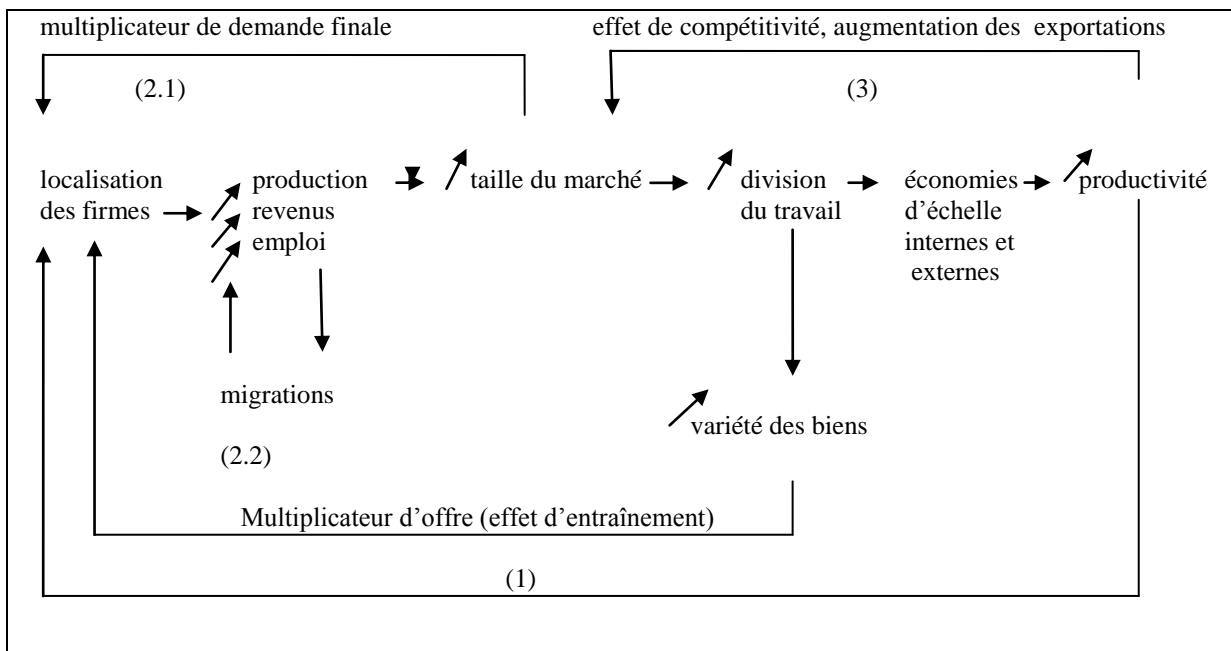 multiplicateur de demande finale
effet de compétitivité, augmentation des exportations
(2.1)
(3)
localisation
des firmes
production
revenus
emploi
taille du marché
division
du travail
économies
d’échelle
internes et
externes
productivité
migrations
(2.2)
variété des biens
Multiplicateur d’offre (effet d’entraînement)
(1)